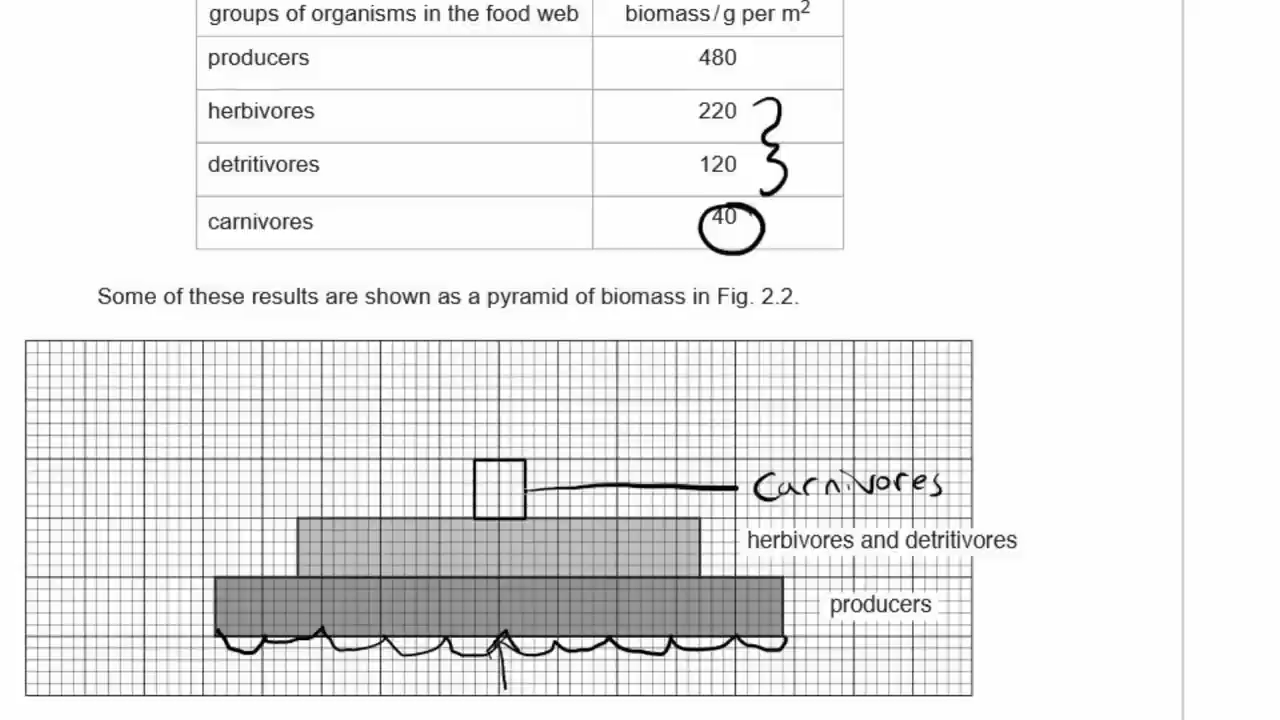 groups of organisms in the food web biomass/g per m²
producers 480
herbivores 220
detritivores 120
carnivores 40
Some of these results are shown as a pyramid of biomass in Fig. 2.2.
Carnivores
herbivores and detritivores
producers